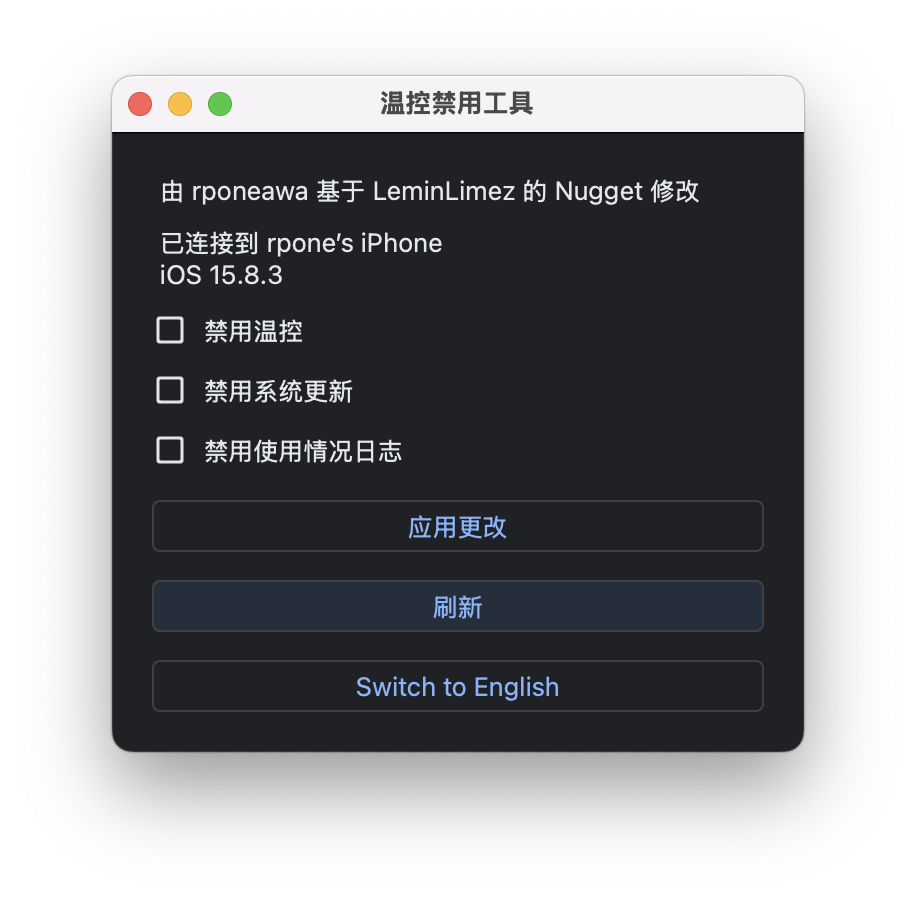 温控禁用工具
由 rponeawa 基于 LeminLimez 的 Nugget 修改
已连接到 rpone’s iPhone
iOS 15.8.3
禁用温控
禁用系统更新
禁用使用情况日志
应用更改
刷新
Switch to English